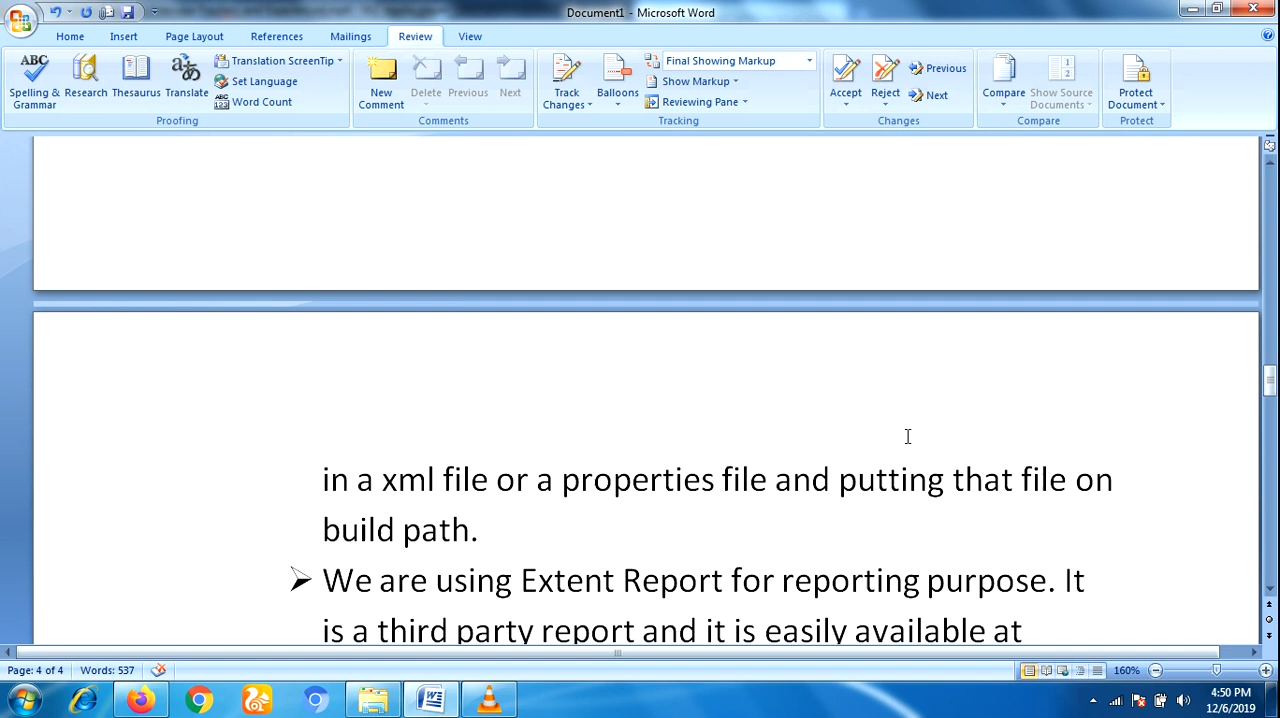 Document1 - Microsoft Word
Home Insert Page Layout References Mailings Review View
ABC Spelling & Grammar
Research
Thesaurus
Translate
Translation ScreenTip
Set Language
ABC 123 Word Count
Proofing
New Comment
Delete
Previous
Next
Comments
Track Changes
Balloons
Final Showing Markup
Show Markup
Reviewing Pane
Tracking
Accept
Reject
Previous
Next
Changes
Compare
Show Source Documents
Compare
Protect Document
Protect
in a xml file or a properties file and putting that file on
build path.
We are using Extent Report for reporting purpose. It
is a third party report and it is easily available at
Page: 4 of 4 Words: 537 160%
4:50 PM
12/6/2019